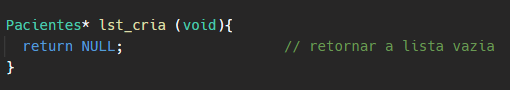 Pacientes* lst_cria (void){
  return NULL;                   // retornar a lista vazia
}